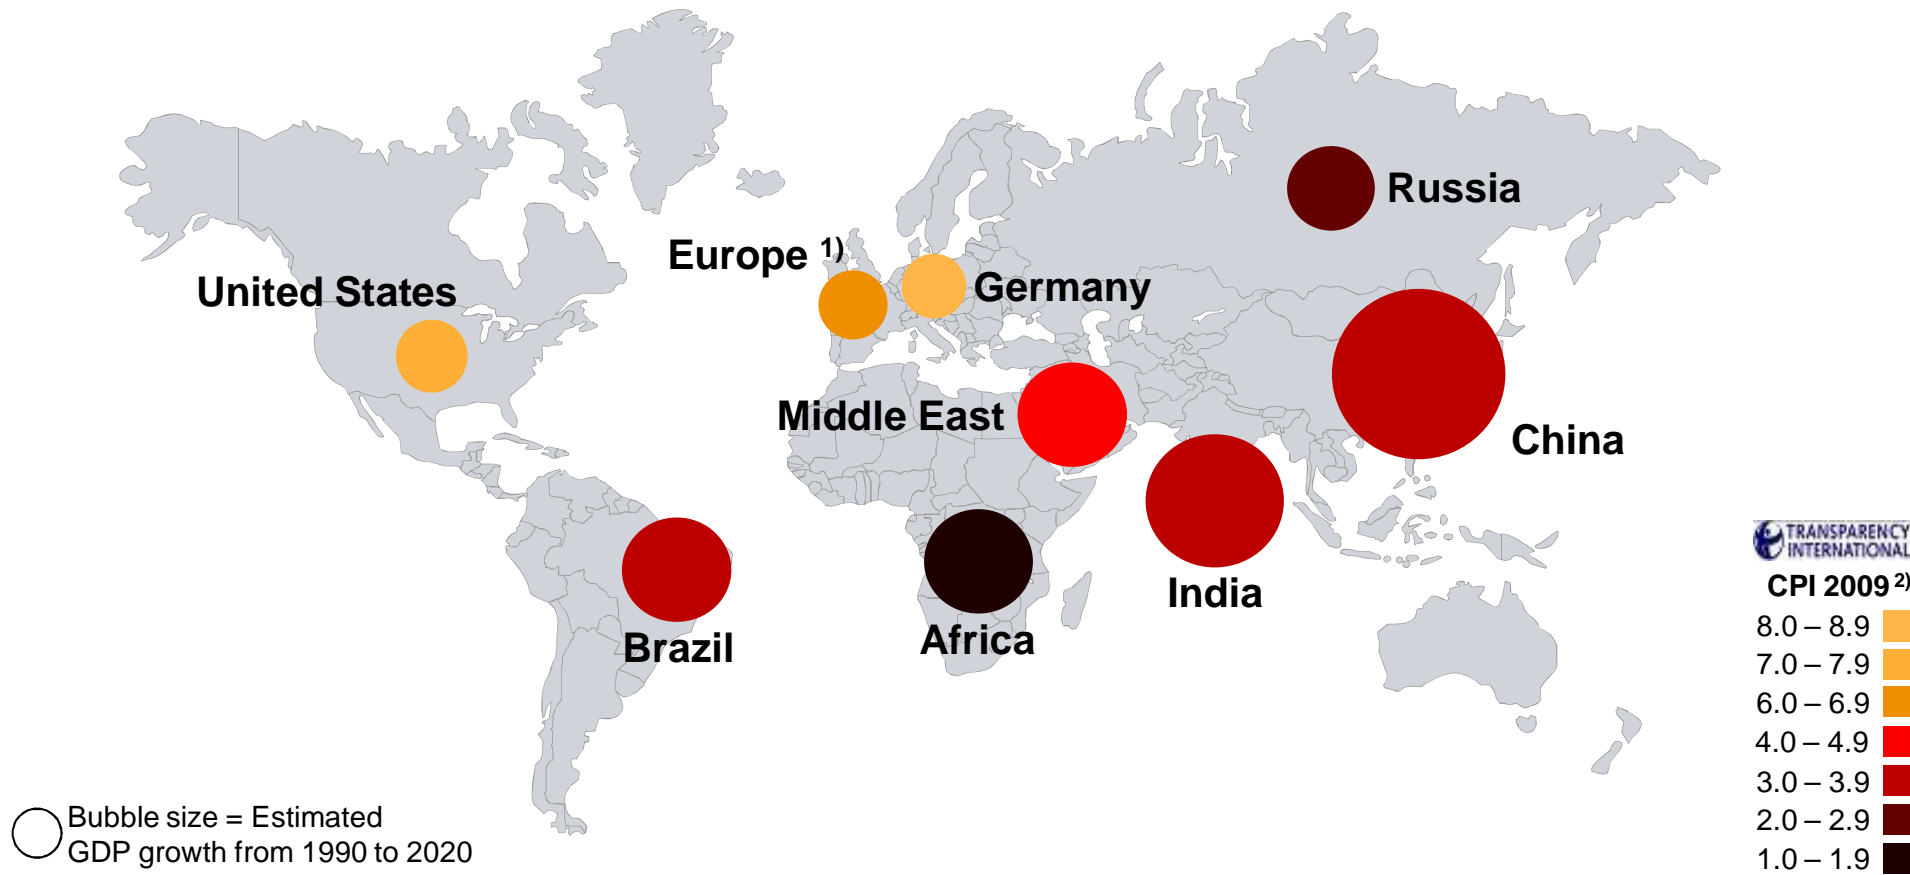 Russia
Europe 1)
Germany
United States
Middle East
China
India
Brazil
Africa
TRANSPARENCY
INTERNATIONAL
CPI 2009 2)
8.0 – 8.9
7.0 – 7.9
6.0 – 6.9
4.0 – 4.9
3.0 – 3.9
2.0 – 2.9
1.0 – 1.9
Bubble size = Estimated
GDP growth from 1990 to 2020